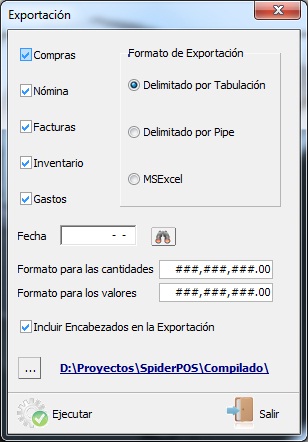 Exportación
Compras
Nómina
Facturas
Inventario
Gastos
Formato de Exportación
Delimitado por Tabulación
Delimitado por Pipe
MSExcel
Fecha - -
Formato para las cantidades ###,###,###.00
Formato para los valores ###,###,###.00
Incluir Encabezados en la Exportación
... D:\Proyectos\SpiderPOS\Compilado\
Ejecutar Salir